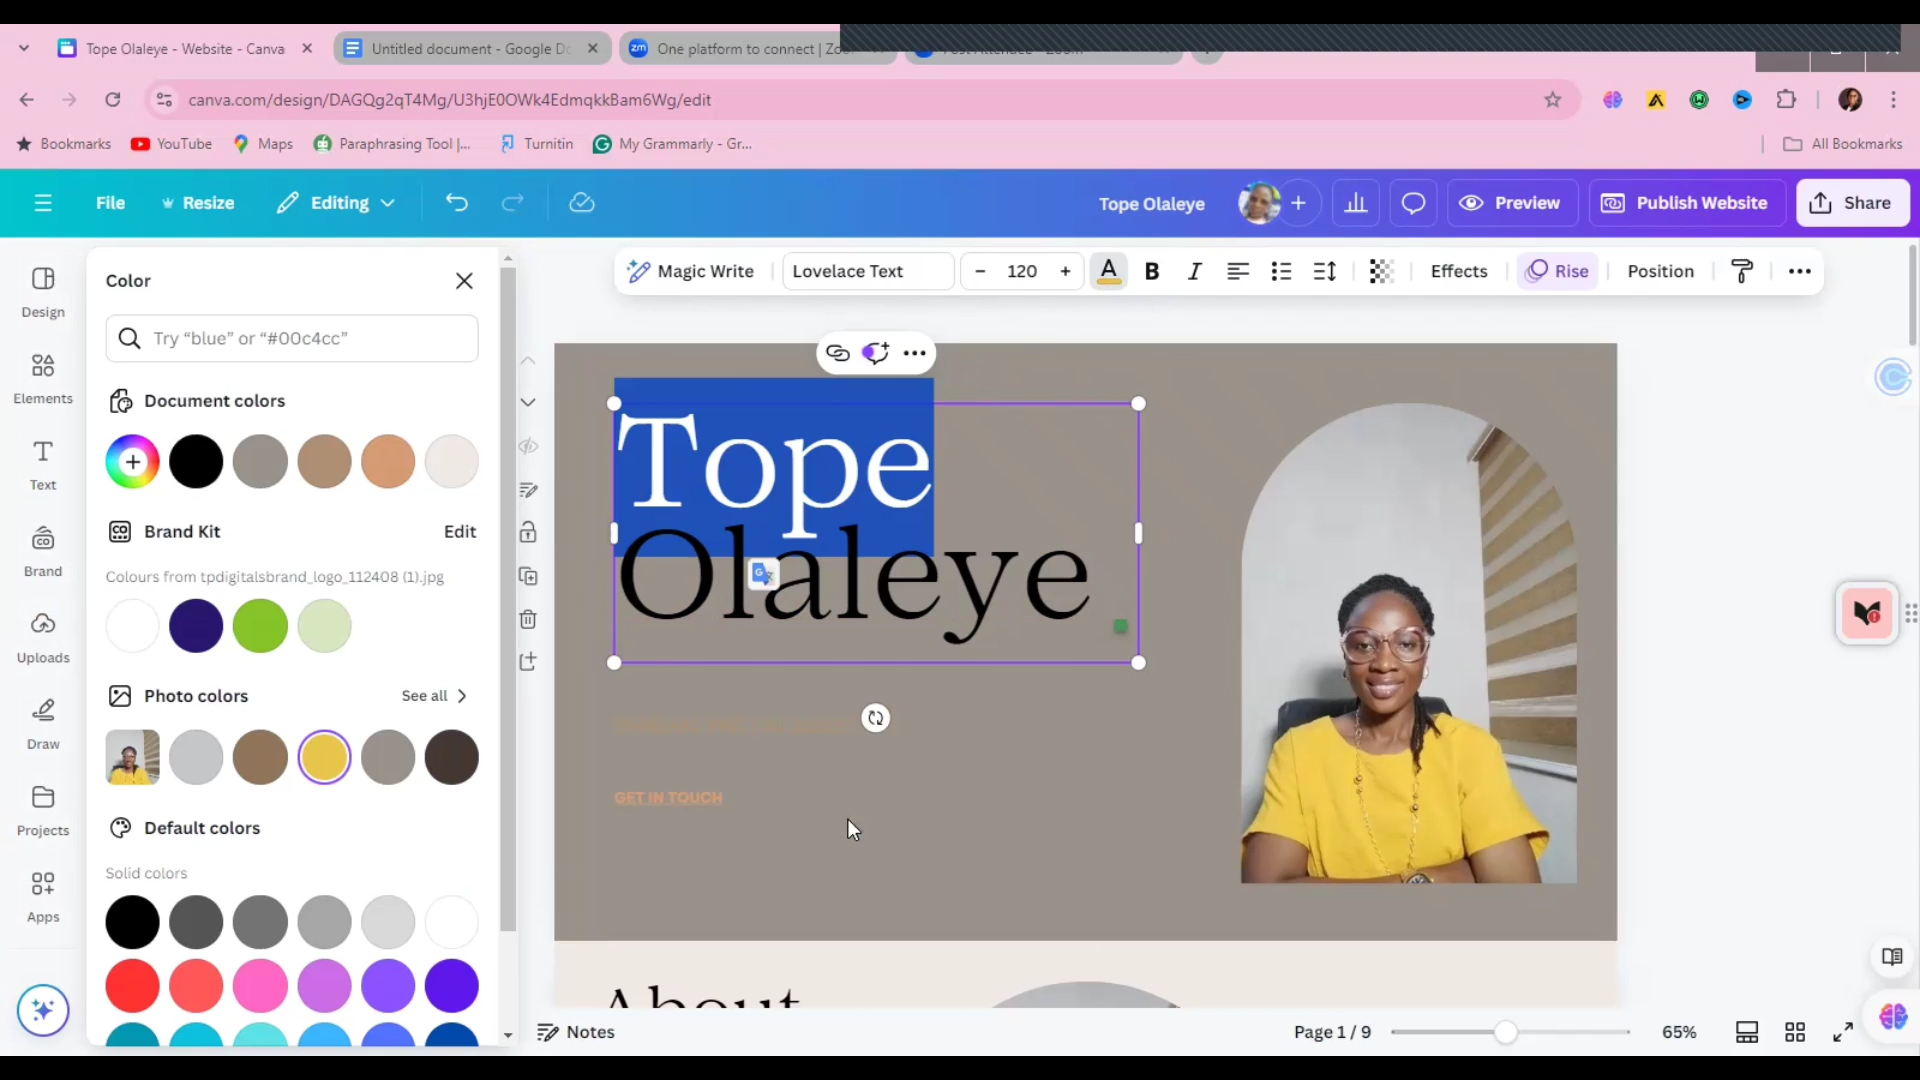 Tope Olaleye - Website - Canva
Untitled document - Google Do
One platform to connect | Zoo
canva.com/design/DAGQg2qT4Mg/U3hjE0OWk4EdmqkkBam6Wg/edit
Bookmarks
YouTube
Maps
Paraphrasing Tool |...
Turnitin
My Grammarly - Gr...
All Bookmarks
File
Resize
Editing
Tope Olaleye
Preview
Publish Website
Share
Magic Write
Lovelace Text
– 120 +
A
B
I
Effects
Rise
Position
Design
Elements
Text
Brand
Uploads
Draw
Projects
Apps
Color
Try “blue” or “#00c4cc”
Document colors
Brand Kit
Edit
Colours from tpdigitalsbrand_logo_112408 (1).jpg
Photo colors
See all
Default colors
Solid colors
Tope
Olaleye
GET IN TOUCH
About
Notes
Page 1 / 9
65%